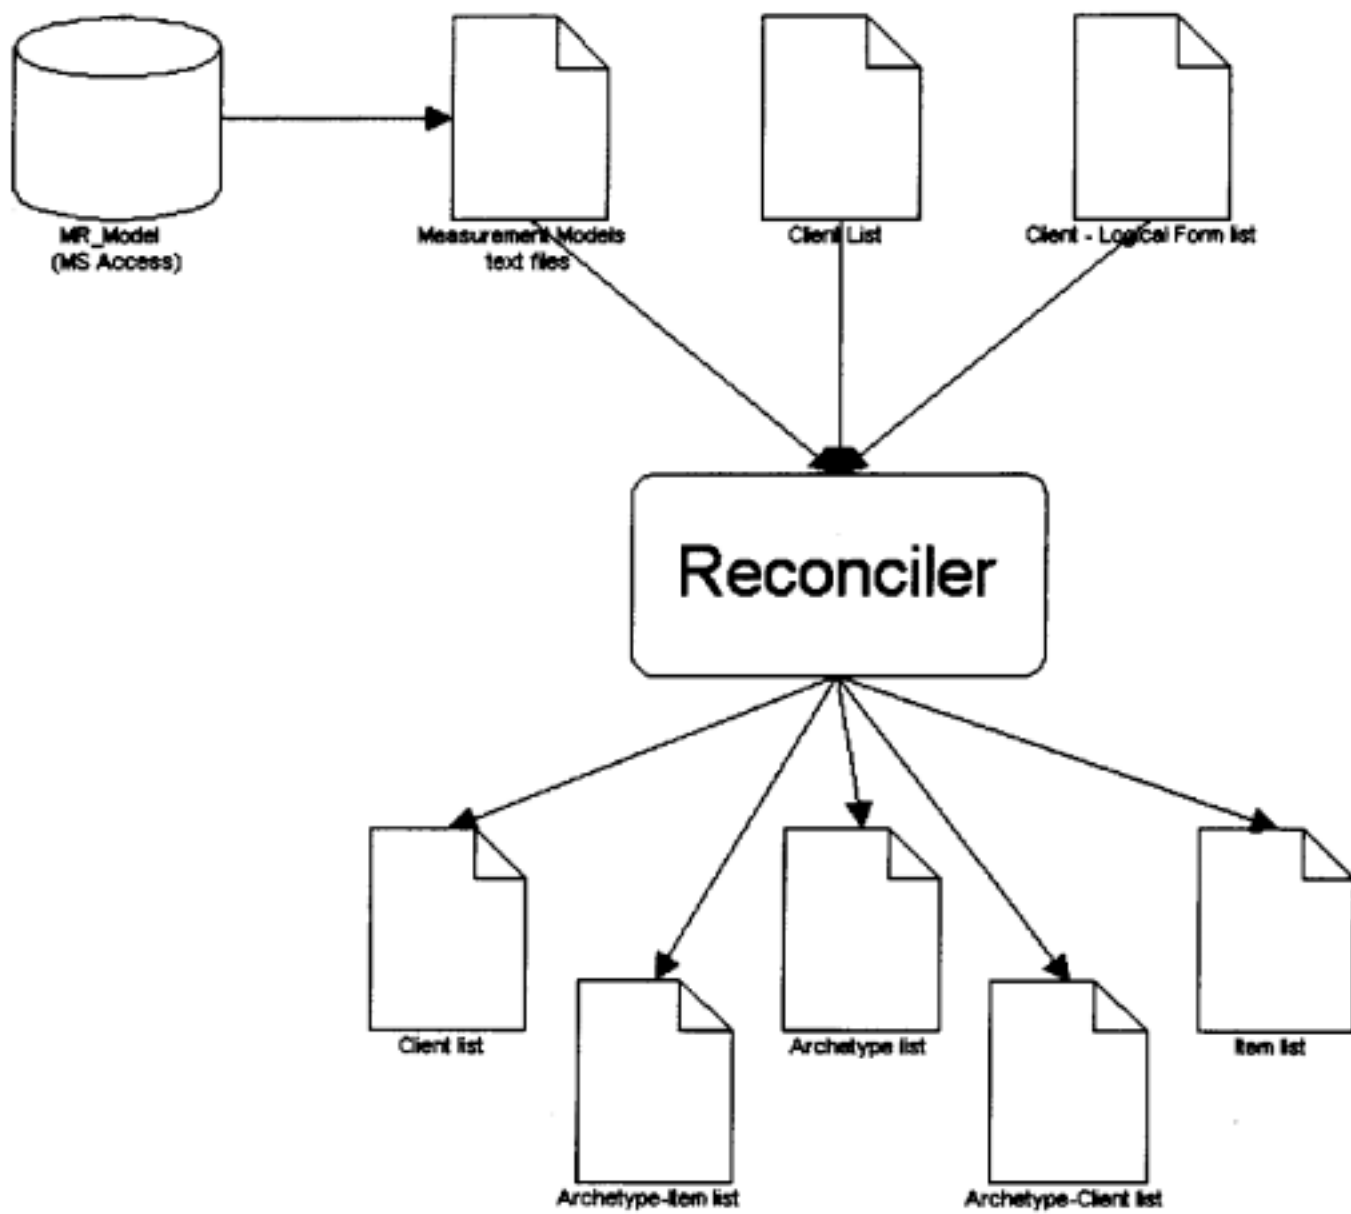 MR_Model
(MS Access)
Measurement Models
text files
Client List
Client - Logical Form list
Reconciler
Client list
Archetype list
Item list
Archetype-Item list
Archetype-Client list